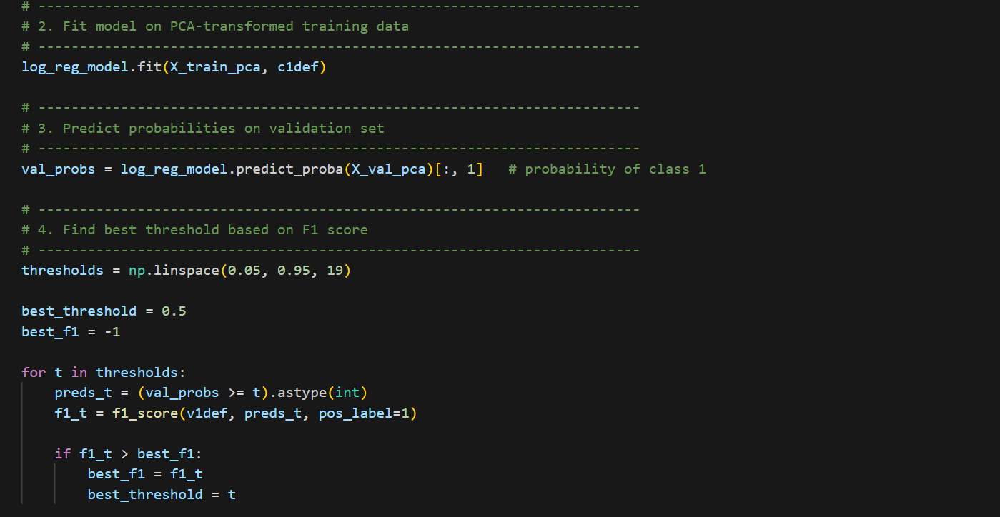 # -------------------------------------------------------------------------
# 2. Fit model on PCA-transformed training data
# -------------------------------------------------------------------------
log_reg_model.fit(X_train_pca, c1def)
# -------------------------------------------------------------------------
# 3. Predict probabilities on validation set
# -------------------------------------------------------------------------
val_probs = log_reg_model.predict_proba(X_val_pca)[:, 1]   # probability of class 1
# -------------------------------------------------------------------------
# 4. Find best threshold based on F1 score
# -------------------------------------------------------------------------
thresholds = np.linspace(0.05, 0.95, 19)
best_threshold = 0.5
best_f1 = -1
for t in thresholds:
    preds_t = (val_probs >= t).astype(int)
    f1_t = f1_score(v1def, preds_t, pos_label=1)
    if f1_t > best_f1:
        best_f1 = f1_t
        best_threshold = t